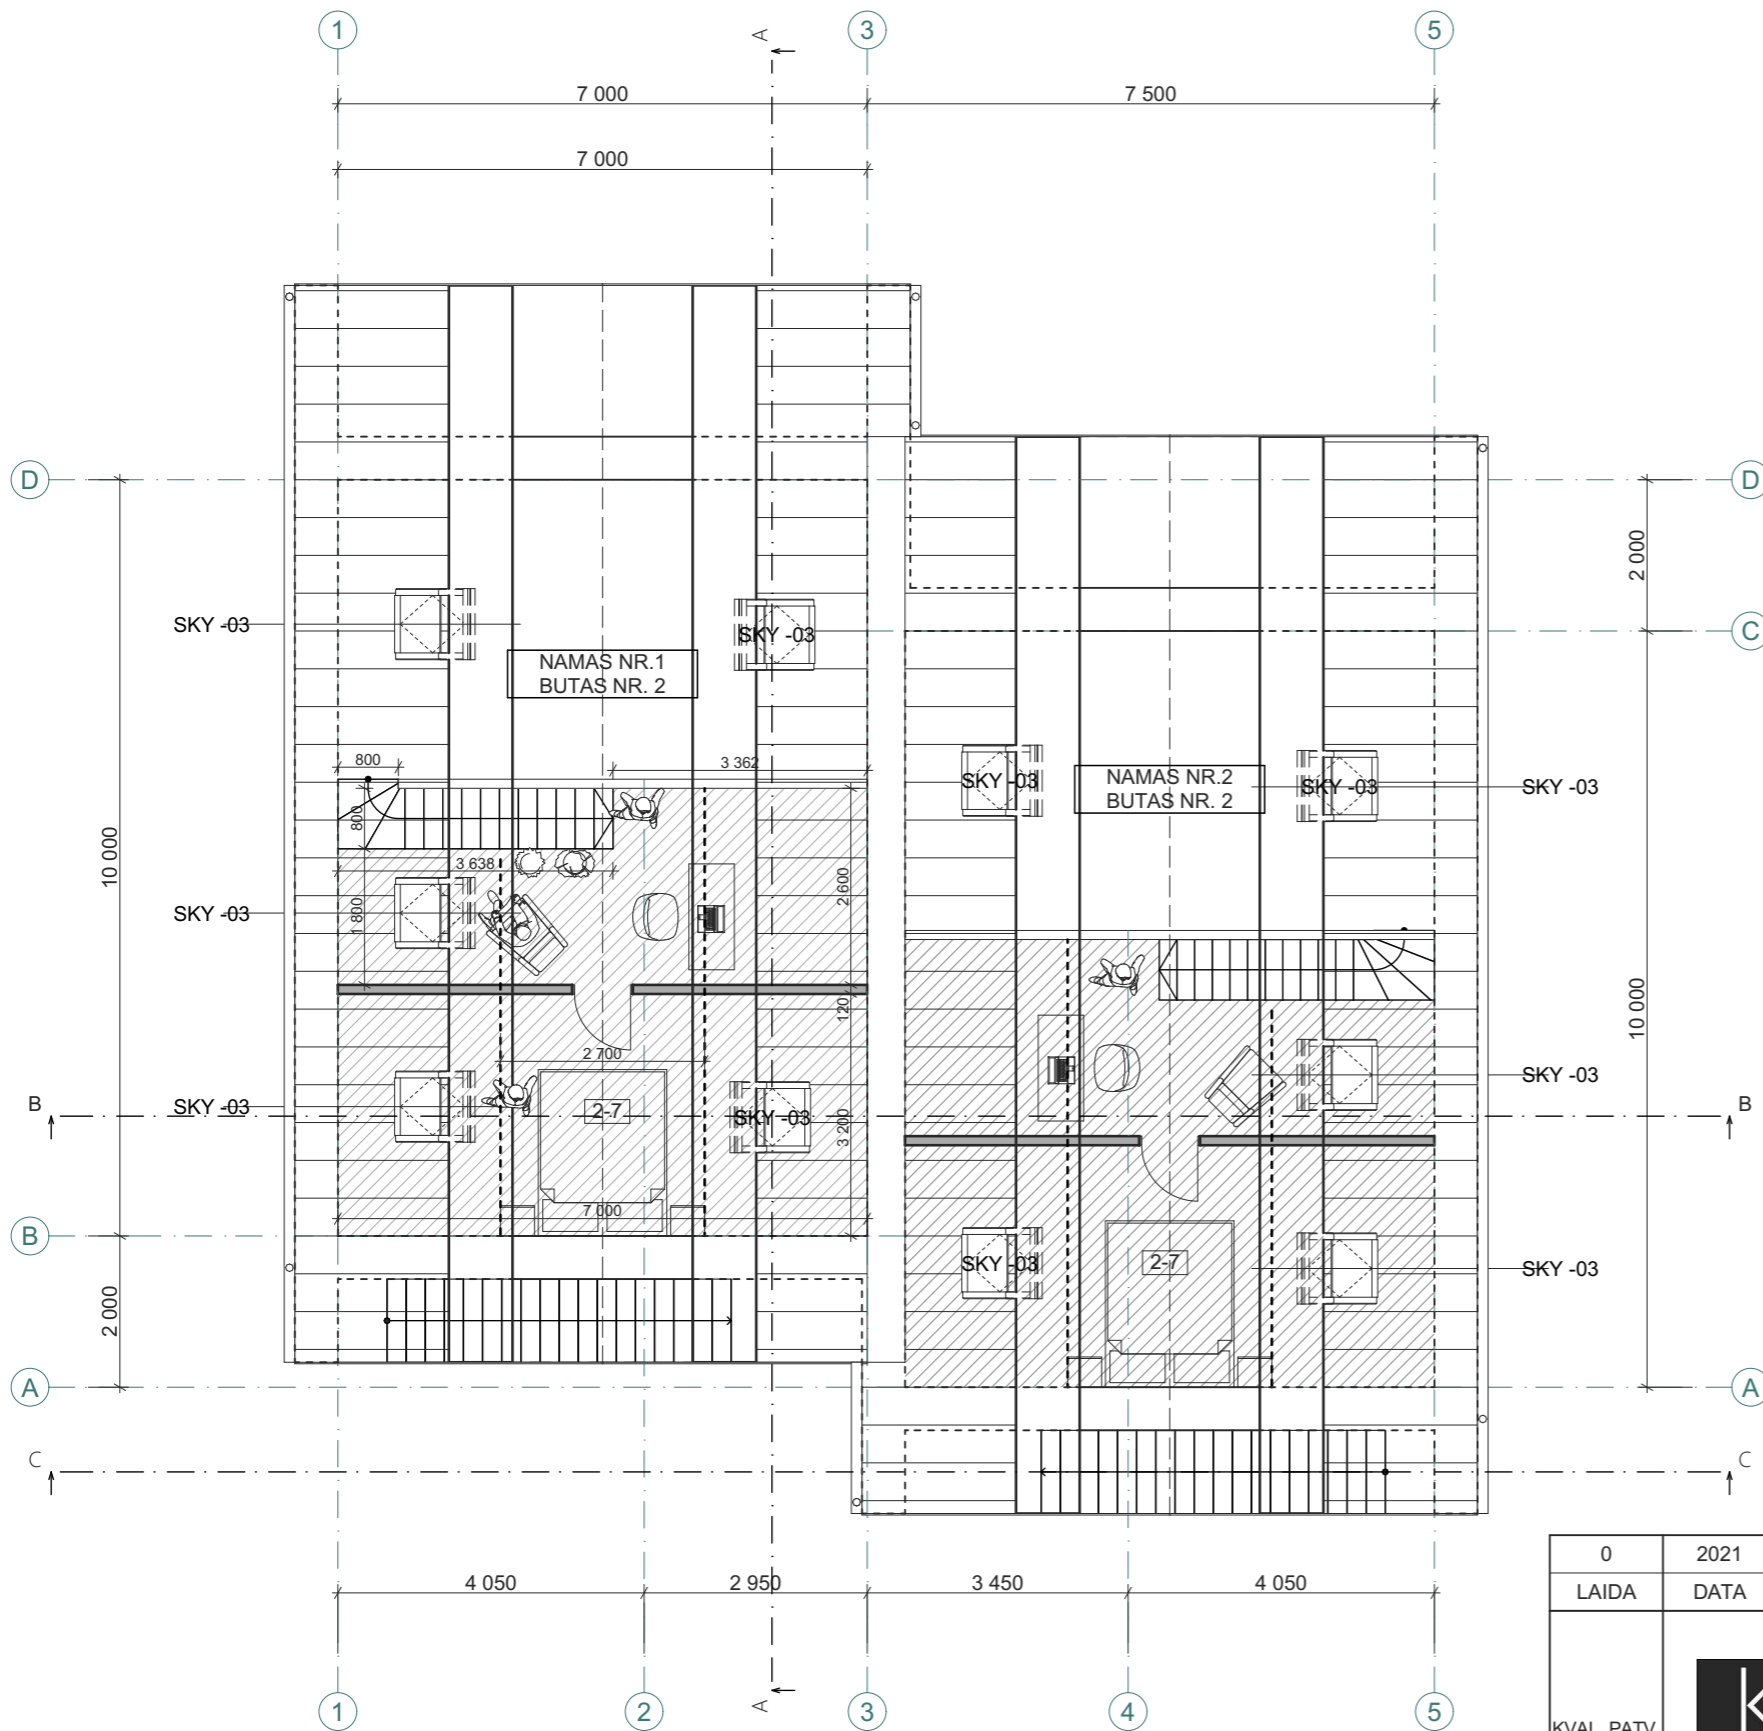 1
3
5
A
7 000
7 500
7 000
D
D
2 000
SKY -03
SKY -03
C
NAMAS NR.1
BUTAS NR. 2
800
3 362
SKY -03
NAMAS NR.2
BUTAS NR. 2
SKY -03
SKY -03
800
10 000
3 638
2 600
SKY -03
1 800
120
10 000
2 700
SKY -03
SKY -03
B
SKY -03
2-7
SKY -03
B
3 200
7 000
B
SKY -03
2-7
SKY -03
2 000
A
A
C
C
0
2021
4 050
2 950
3 450
4 050
LAIDA
DATA
A
1
2
3
4
5
K
KVAL. PATV.